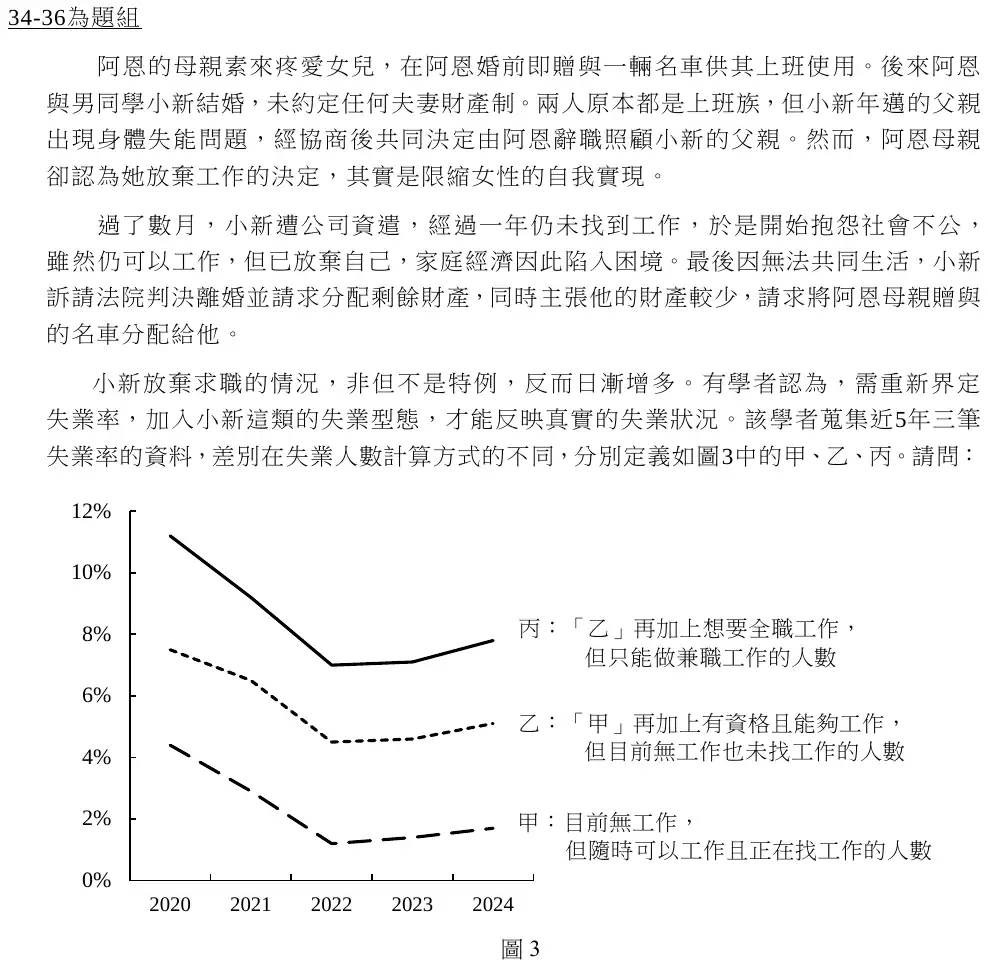 34-36為題組
阿恩的母親素來疼愛女兒，在阿恩婚前即贈與一輛名車供其上班使用。後來阿恩
與男同學小新結婚，未約定任何夫妻財產制。兩人原本都是上班族，但小新年邁的父親
出現身體失能問題，經協商後共同決定由阿恩辭職照顧小新的父親。然而，阿恩母親
卻認為她放棄工作的決定，其實是限縮女性的自我實現。
過了數月，小新遭公司資遣，經過一年仍未找到工作，於是開始抱怨社會不公，
雖然仍可以工作，但已放棄自己，家庭經濟因此陷入困境。最後因無法共同生活，小新
訴請法院判決離婚並請求分配剩餘財產，同時主張他的財產較少，請求將阿恩母親贈與
的名車分配給他。
小新放棄求職的情況，非但不是特例，反而日漸增多。有學者認為，需重新界定
失業率，加入小新這類的失業型態，才能反映真實的失業狀況。該學者蒐集近5年三筆
失業率的資料，差別在失業人數計算方式的不同，分別定義如圖3中的甲、乙、丙。請問：
12%
10%
8%
6%
4%
2%
0%
2020 2021 2022 2023 2024
丙：「乙」再加上想要全職工作，
但只能做兼職工作的人數
乙：「甲」再加上有資格且能夠工作，
但目前無工作也未找工作的人數
甲：目前無工作，
但隨時可以工作且正在找工作的人數
圖 3